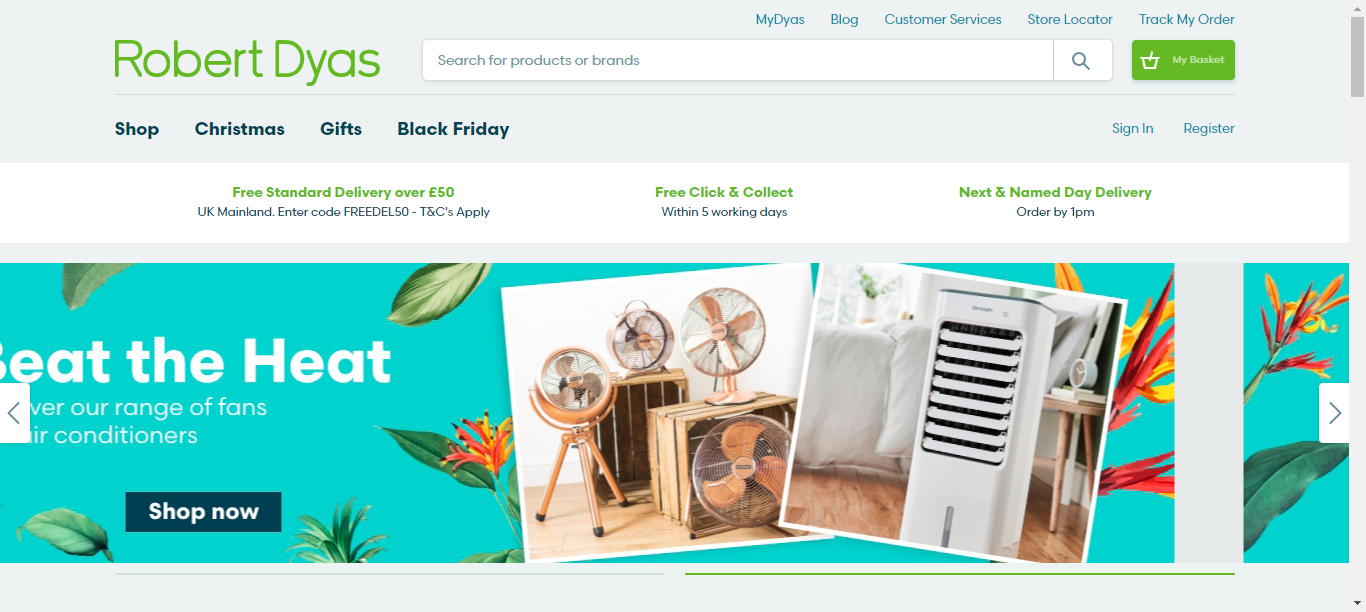 MyDyas Blog Customer Services Store Locator Track My Order
Robert Dyas
Search for products or brands
My Basket
Shop Christmas Gifts Black Friday
Sign In Register
Free Standard Delivery over £50
UK Mainland. Enter code FREEDEL50 - T&C's Apply
Free Click & Collect
Within 5 working days
Next & Named Day Delivery
Order by 1pm
Beat the Heat
ver our range of fans
air conditioners
Shop now